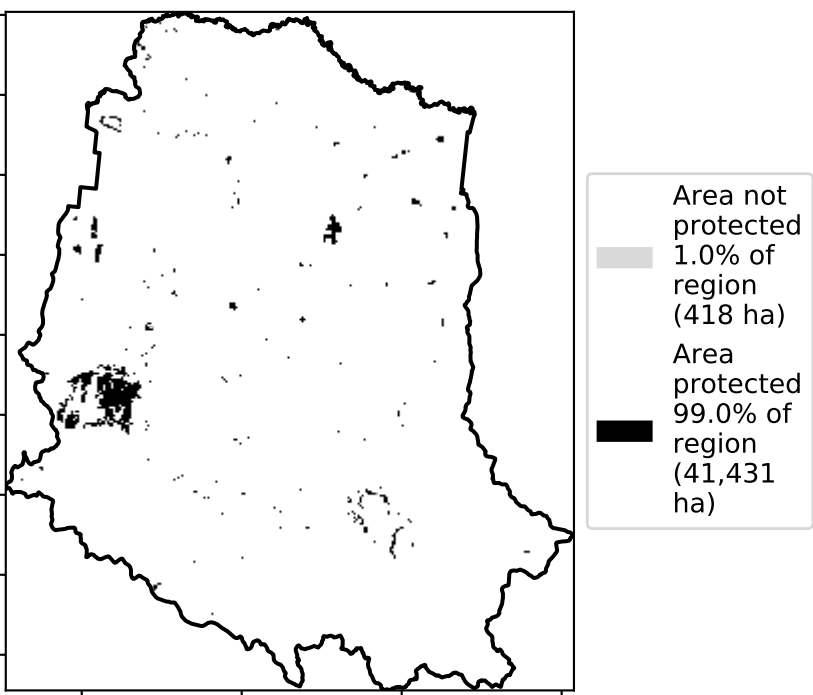 Area not
protected
1.0% of
region
(418 ha)
Area
protected
99.0% of
region
(41,431
ha)